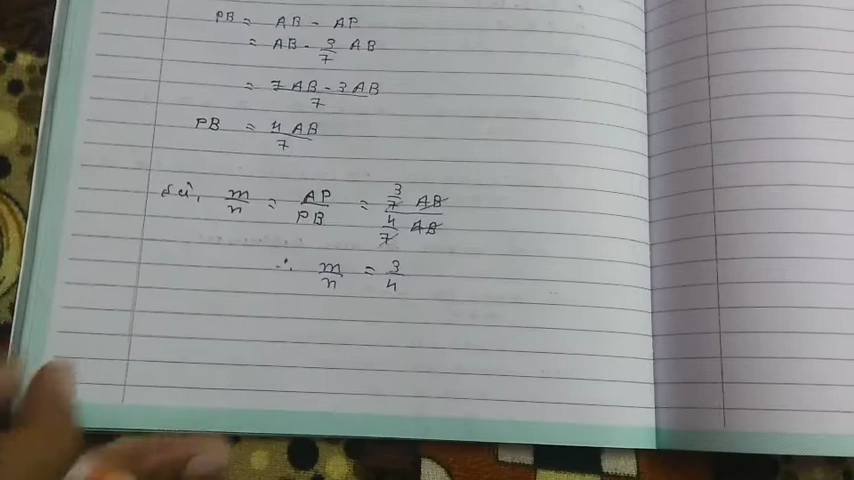 PB = AB - AP
= AB - 3/7 AB
= 7AB - 3AB / 7
PB = 4AB / 7
m/n = AP/PB = 3/7 AB / 4/7 AB
∴ m/n = 3/4